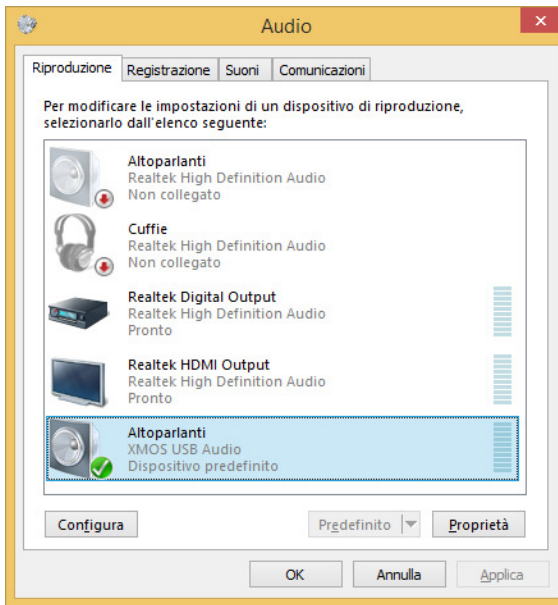 Audio
Riproduzione Registrazione Suoni Comunicazioni
Per modificare le impostazioni di un dispositivo di riproduzione,
selezionarlo dall'elenco seguente:
Altoparlanti
Realtek High Definition Audio
Non collegato
Cuffie
Realtek High Definition Audio
Non collegato
Realtek Digital Output
Realtek High Definition Audio
Pronto
Realtek HDMI Output
Realtek High Definition Audio
Pronto
Altoparlanti
XMOS USB Audio
Dispositivo predefinito
Configura Predefinito Proprietà
OK Annulla Applica